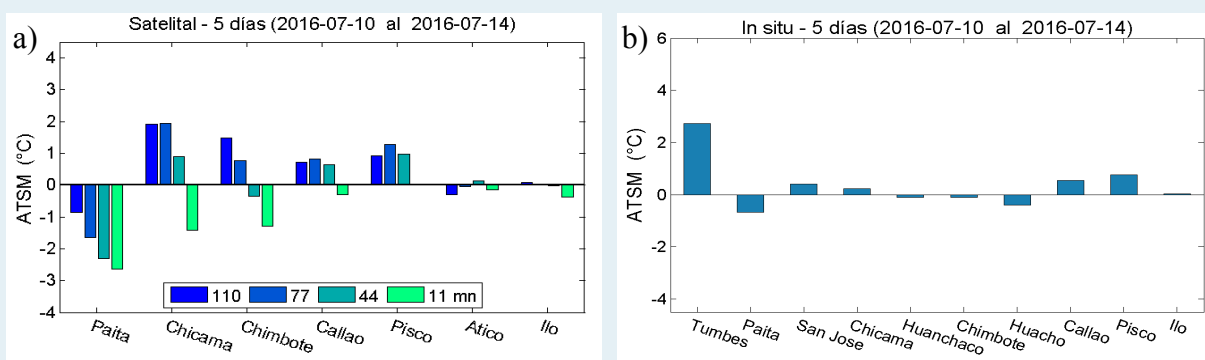 a)
Satelital - 5 días (2016-07-10 al 2016-07-14)
ATSM (°C)
4
3
2
1
0
-1
-2
-3
-4
110 77 44 11 mn
Paita Chicama Chimbote Callao Pisco Atico Ilo
b)
In situ - 5 días (2016-07-10 al 2016-07-14)
ATSM (°C)
6
4
2
0
-2
-4
Tumbes Paita San Jose Chicama Huanchaco Chimbote Huacho Callao Pisco Ilo